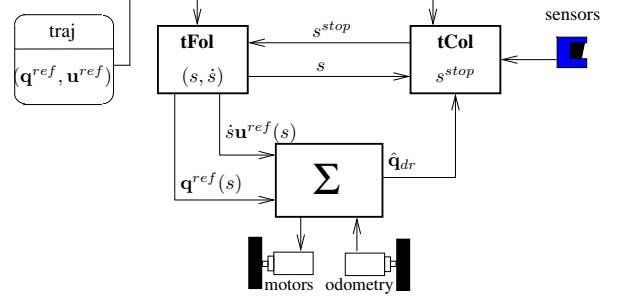 sensors
traj
(q^{ref}, u^{ref})
tFol
(s, ṡ)
s^{stop}
s
tCol
s^{stop}
ṡu^{ref}(s)
q^{ref}(s)
Σ
q̂_{dr}
motors
odometry